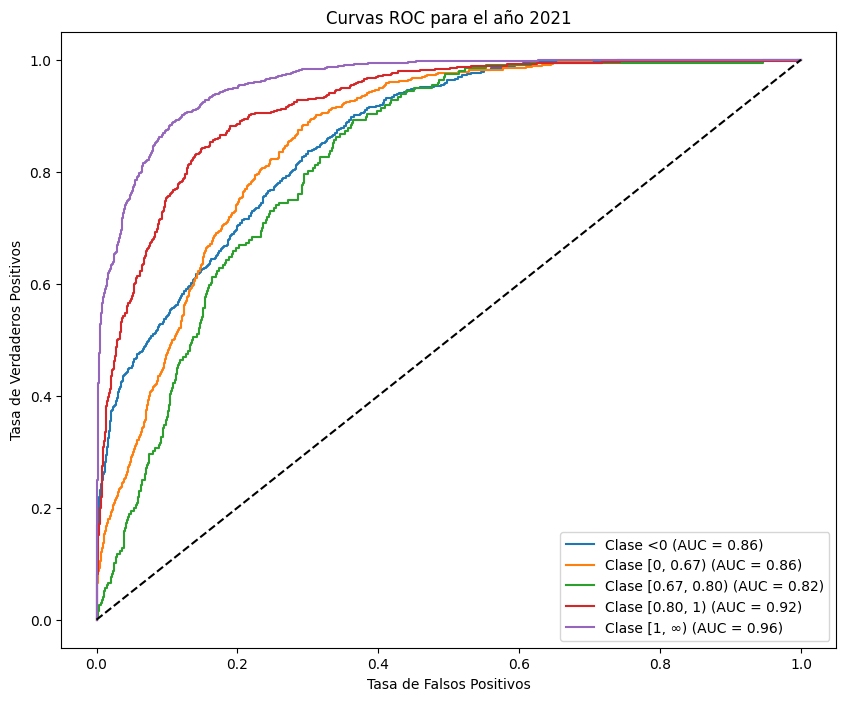 Curvas ROC para el año 2021
Tasa de Verdaderos Positivos
1.0
0.8
0.6
0.4
0.2
0.0
0.0 0.2 0.4 0.6 0.8 1.0
Tasa de Falsos Positivos
Clase <0 (AUC = 0.86)
Clase [0, 0.67) (AUC = 0.86)
Clase [0.67, 0.80) (AUC = 0.82)
Clase [0.80, 1) (AUC = 0.92)
Clase [1, ∞) (AUC = 0.96)